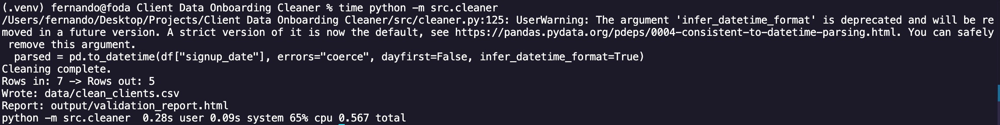 (.venv) fernando@foda Client Data Onboarding Cleaner % time python -m src.cleaner
/Users/fernando/Desktop/Projects/Client Data Onboarding Cleaner/src/cleaner.py:125: UserWarning: The argument 'infer_datetime_format' is deprecated and will be re
moved in a future version. A strict version of it is now the default, see https://pandas.pydata.org/pdeps/0004-consistent-to-datetime-parsing.html. You can safely
 remove this argument.
  parsed = pd.to_datetime(df["signup_date"], errors="coerce", dayfirst=False, infer_datetime_format=True)
Cleaning complete.
Rows in: 7 -> Rows out: 5
Wrote: data/clean_clients.csv
Report: output/validation_report.html
python -m src.cleaner  0.28s user 0.09s system 65% cpu 0.567 total